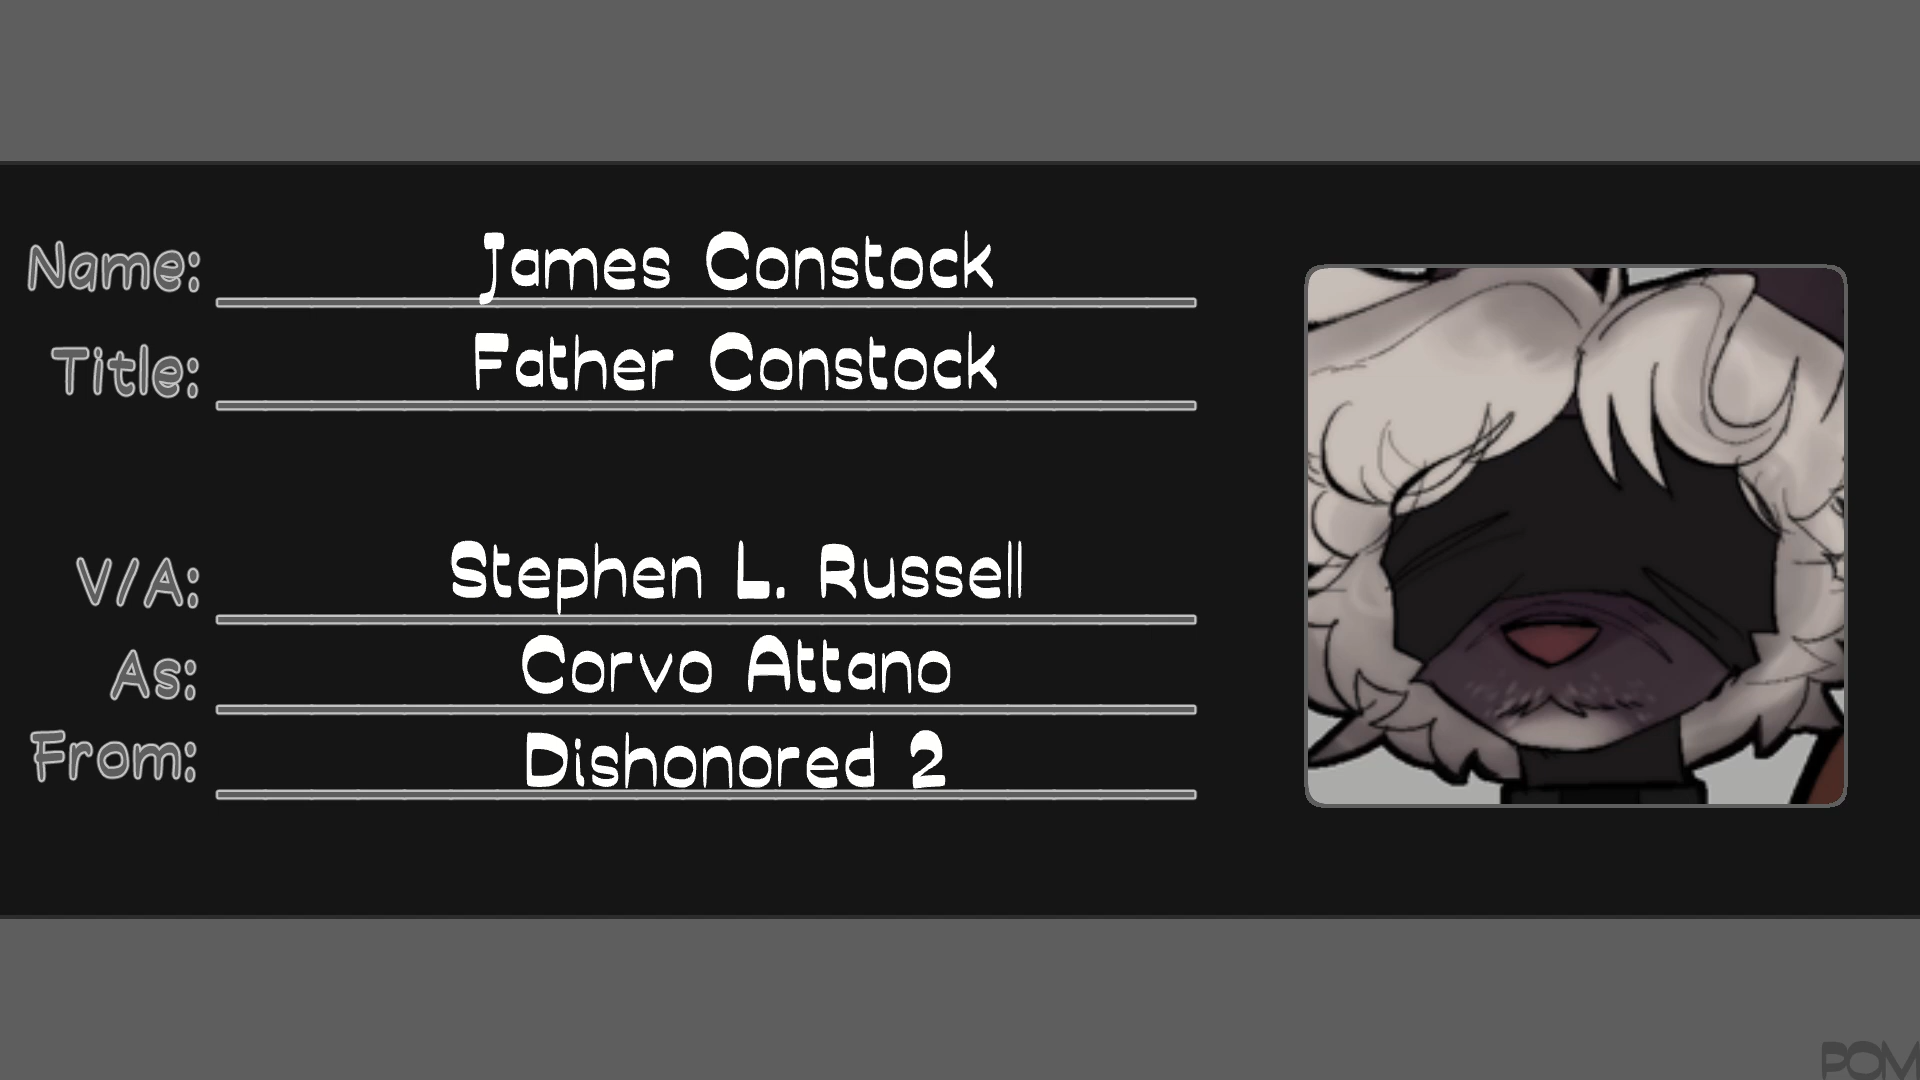 Name: James Constock
Title: Father Constock
V/A: Stephen L. Russell
As: Corvo Attano
From: Dishonored 2
POM